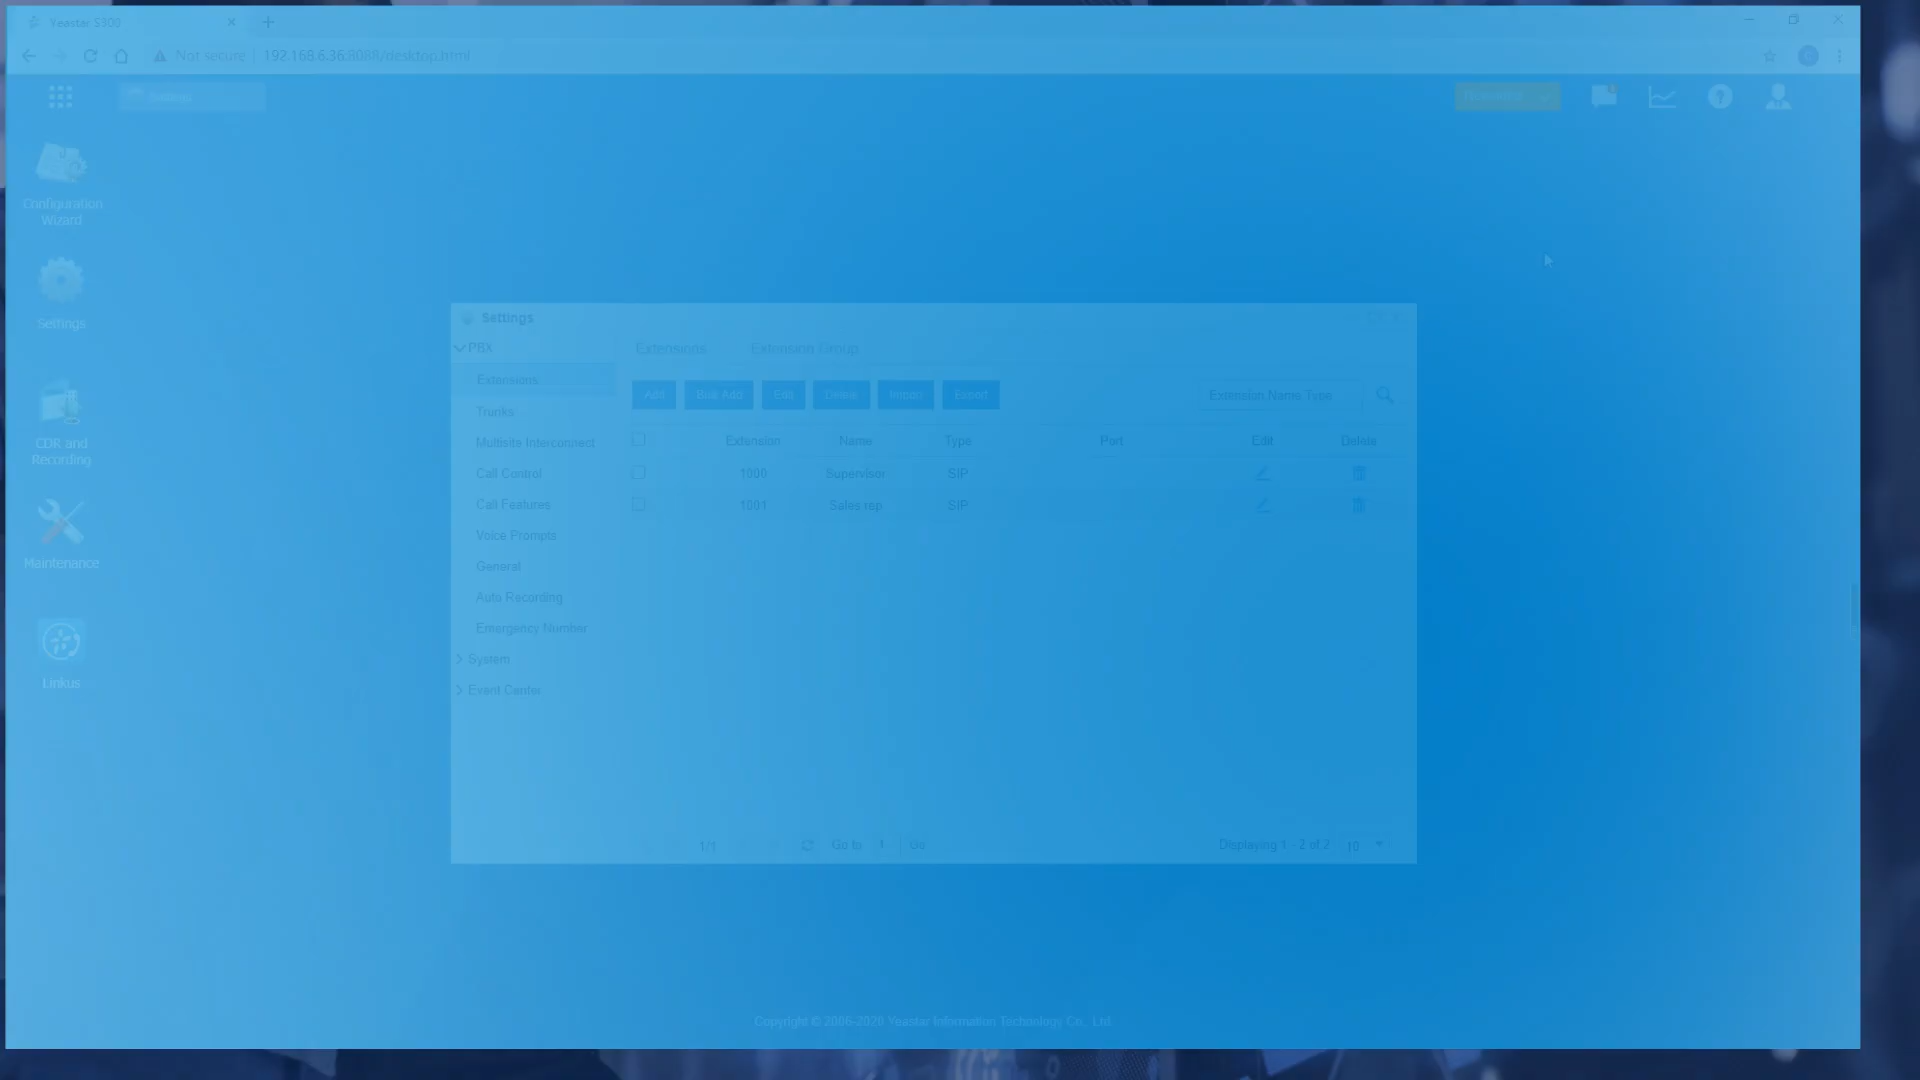 Yeastar S300
Not secure 192.168.6.36:8088/desktop.html
Configuration
Wizard
Settings
CDR and
Recording
Maintenance
Linkus
Settings
PBX
Extensions
Trunks
Multisite Interconnect
Call Control
Call Features
Voice Prompts
General
Auto Recording
Emergency Number
System
Event Center
Extensions Extension Group
Add Bulk Add Edit Delete Import Export Extension,Name,Type
Extension Name Type Port Edit Delete
1000 Supervisor SIP
1001 Sales rep SIP
1/1 Go to 1 Go Displaying 1 - 2 of 2 10
Copyright © 2006-2020 Yeastar Information Technology Co., Ltd.